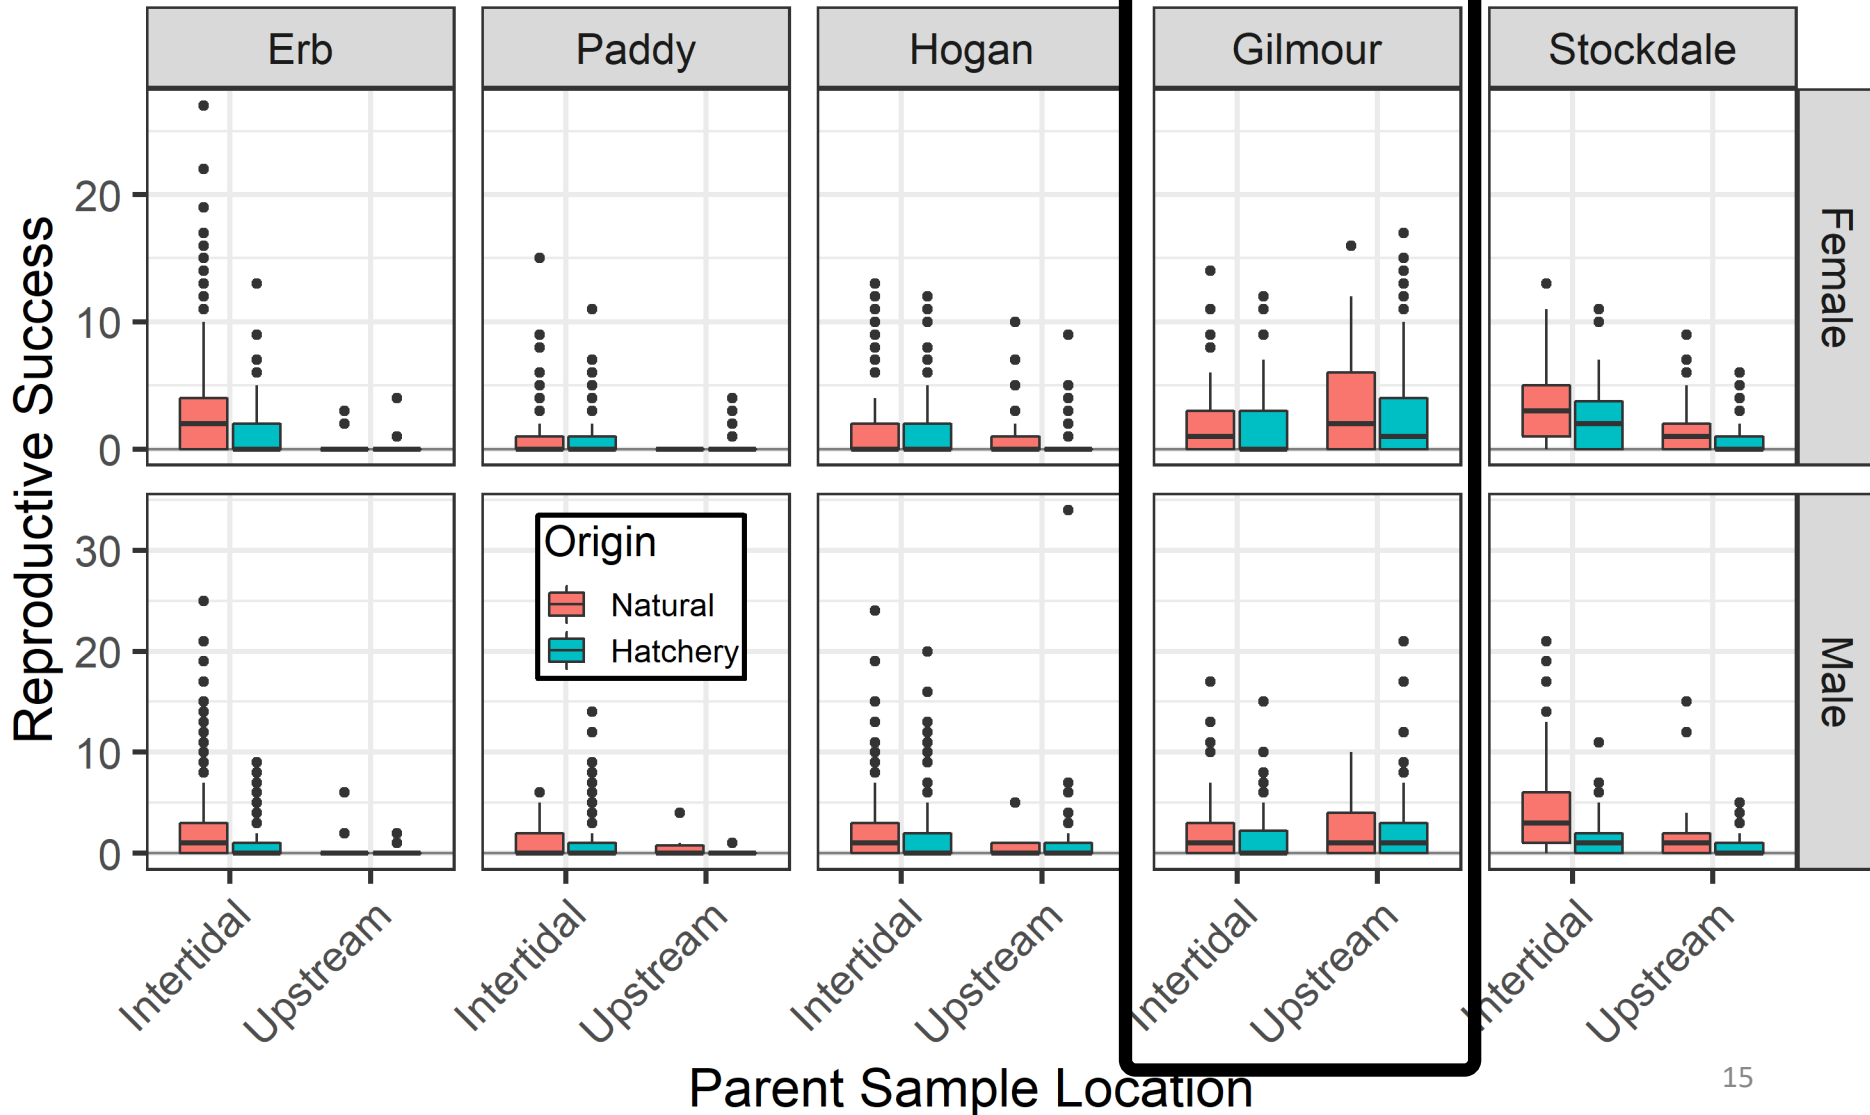 Erb Paddy Hogan Gilmour Stockdale
Reproductive Success
20
10
0
Female
30
20
10
0
Male
Origin
Natural
Hatchery
Intertidal Upstream Intertidal Upstream Intertidal Upstream Intertidal Upstream Intertidal Upstream
Parent Sample Location
15